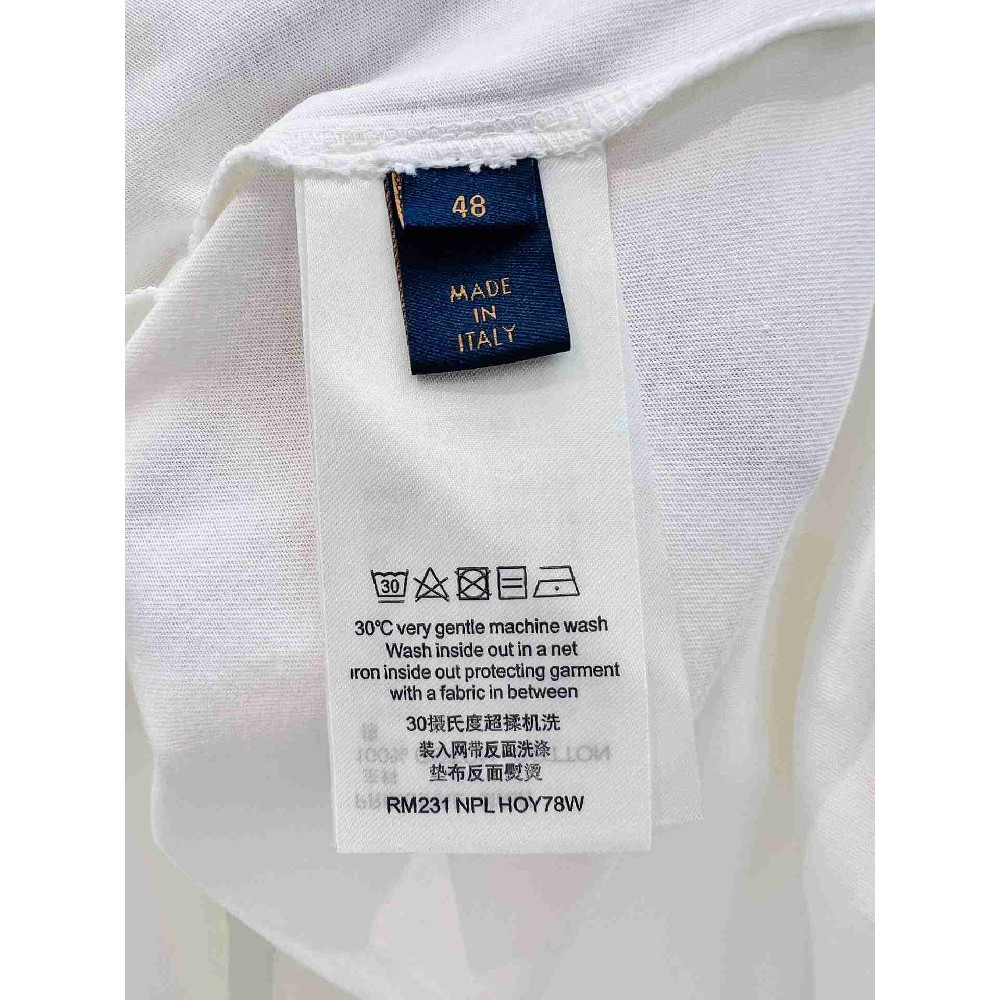 48
MADE
IN
ITALY
30
30°C very gentle machine wash
Wash inside out in a net
Iron inside out protecting garment
with a fabric in between
30摄氏度超揉机洗
装入网带反面洗涤
垫布反面熨烫
RM231 NPL HOY78W